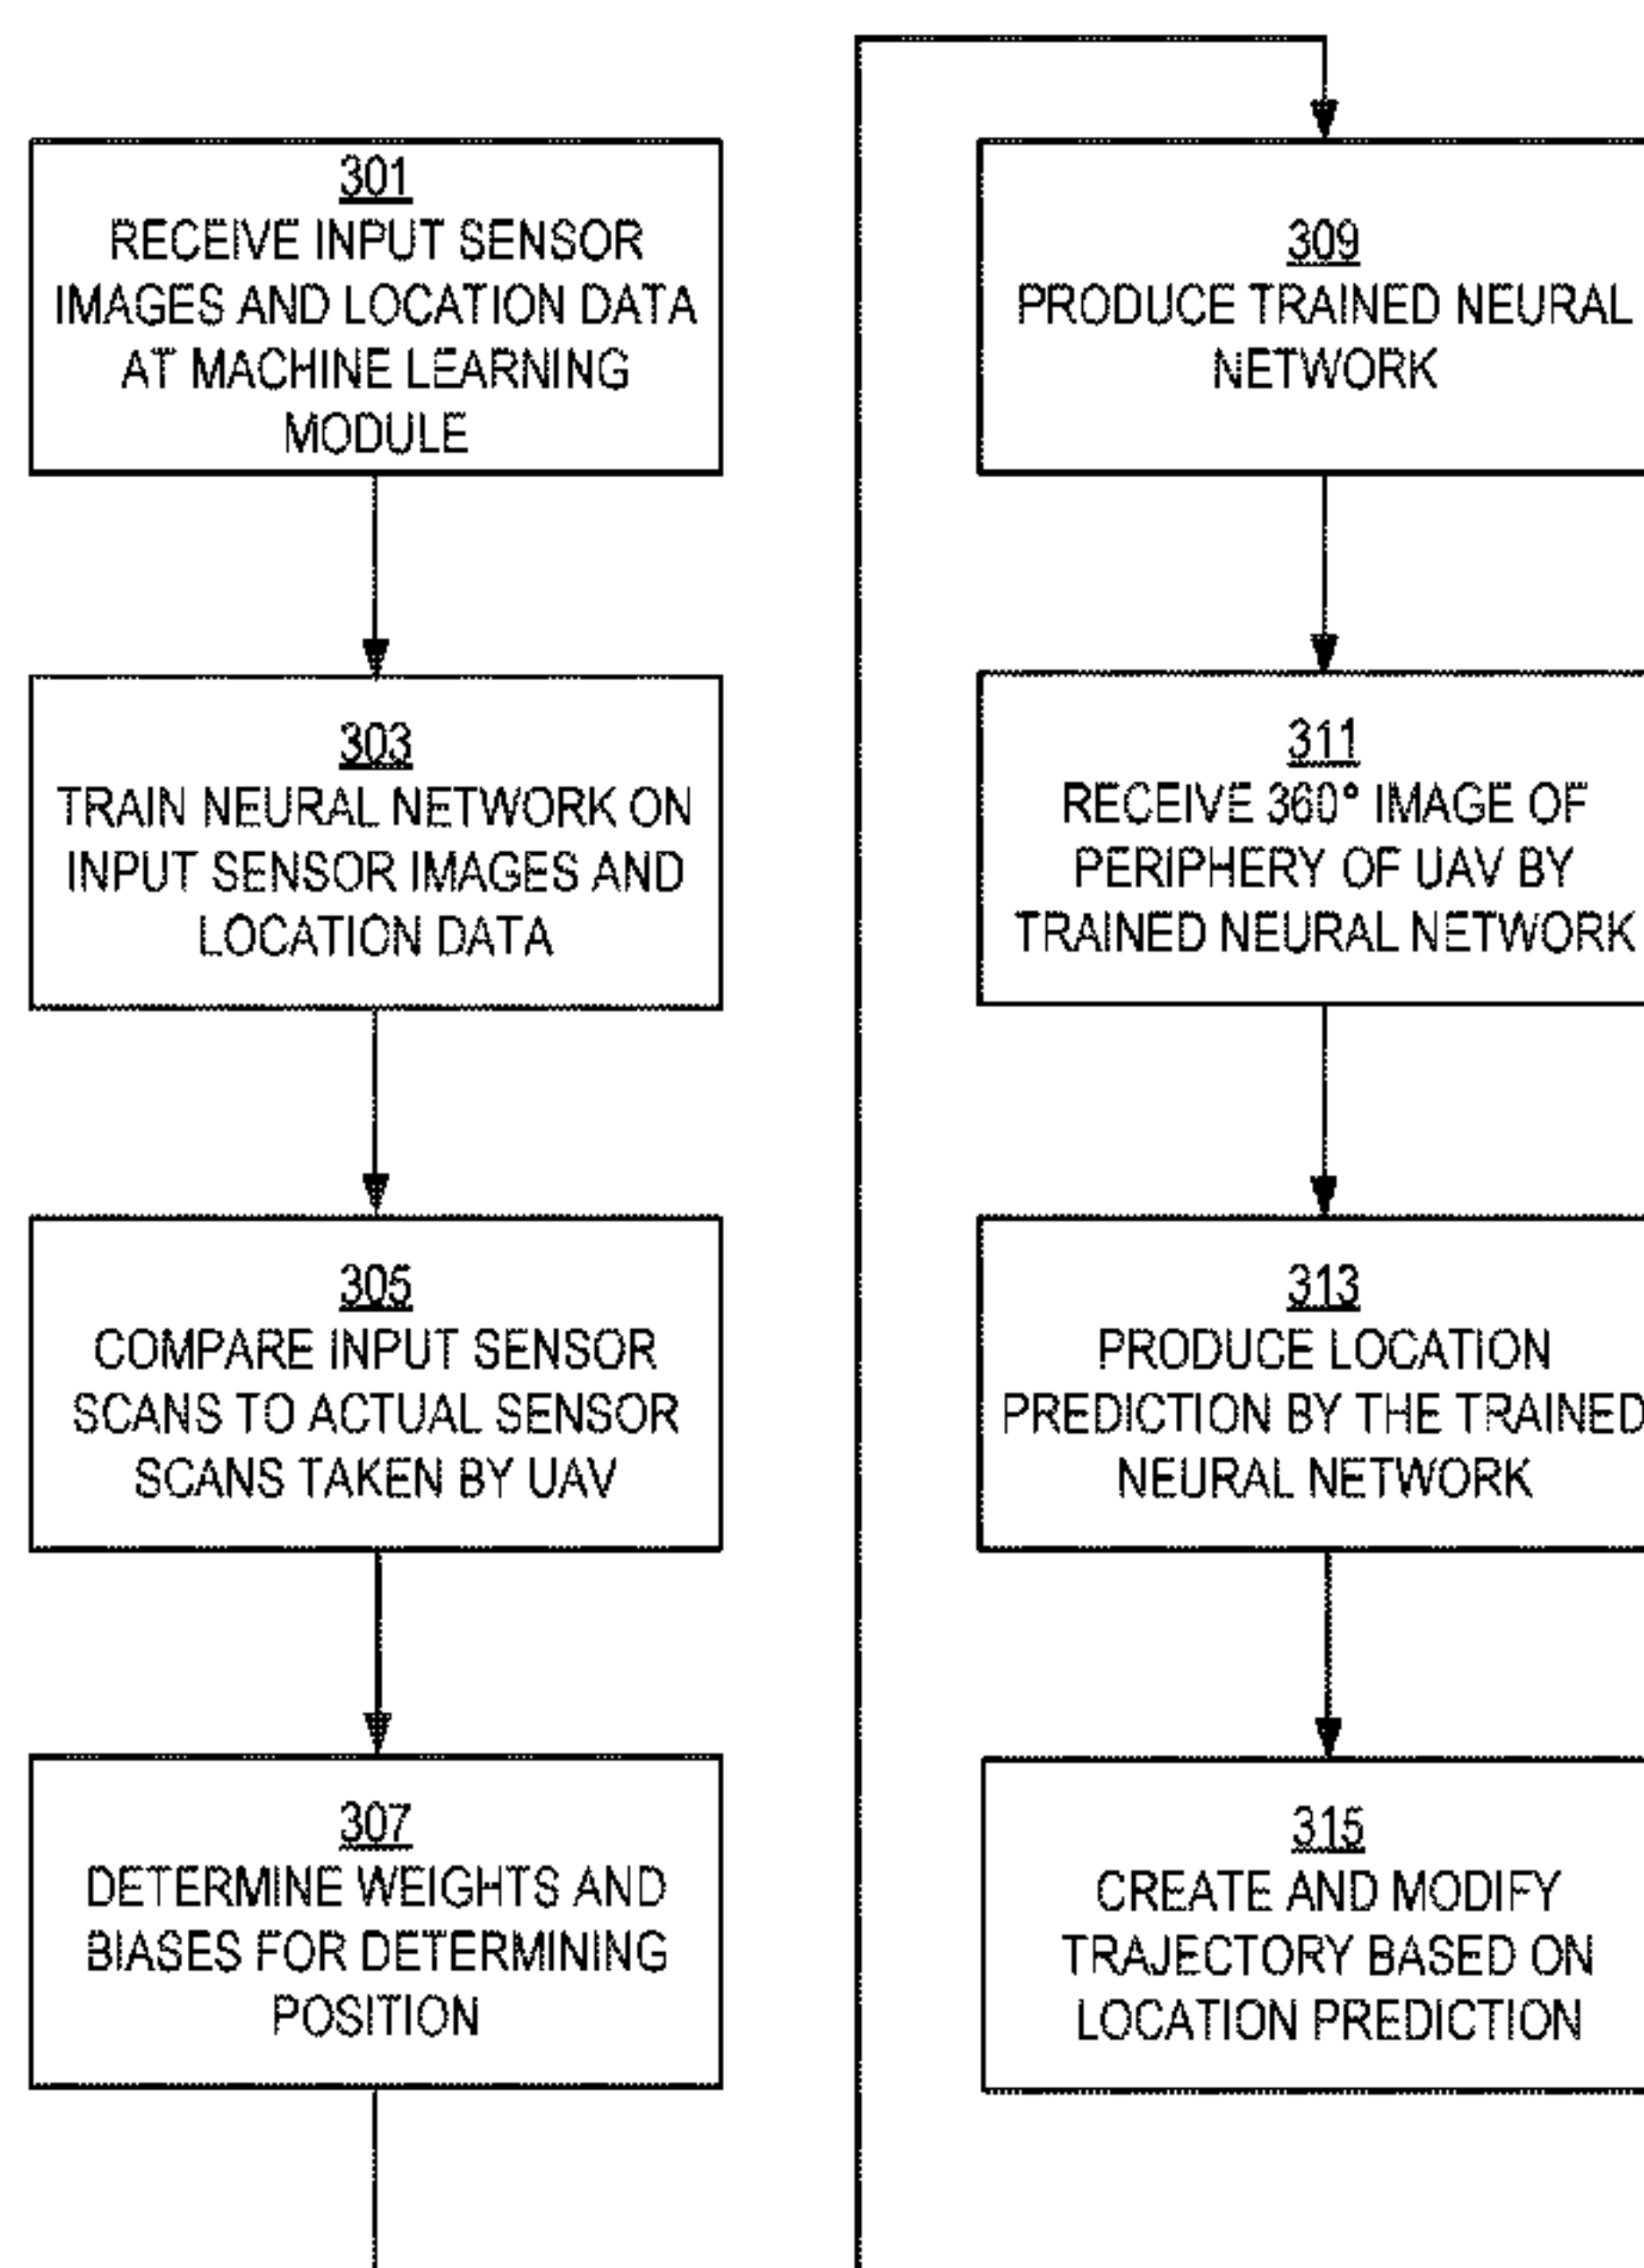 301
RECEIVE INPUT SENSOR
IMAGES AND LOCATION DATA
AT MACHINE LEARNING
MODULE
303
TRAIN NEURAL NETWORK ON
INPUT SENSOR IMAGES AND
LOCATION DATA
305
COMPARE INPUT SENSOR
SCANS TO ACTUAL SENSOR
SCANS TAKEN BY UAV
307
DETERMINE WEIGHTS AND
BIASES FOR DETERMINING
POSITION
309
PRODUCE TRAINED NEURAL
NETWORK
311
RECEIVE 360° IMAGE OF
PERIPHERY OF UAV BY
TRAINED NEURAL NETWORK
313
PRODUCE LOCATION
PREDICTION BY THE TRAINED
NEURAL NETWORK
315
CREATE AND MODIFY
TRAJECTORY BASED ON
LOCATION PREDICTION